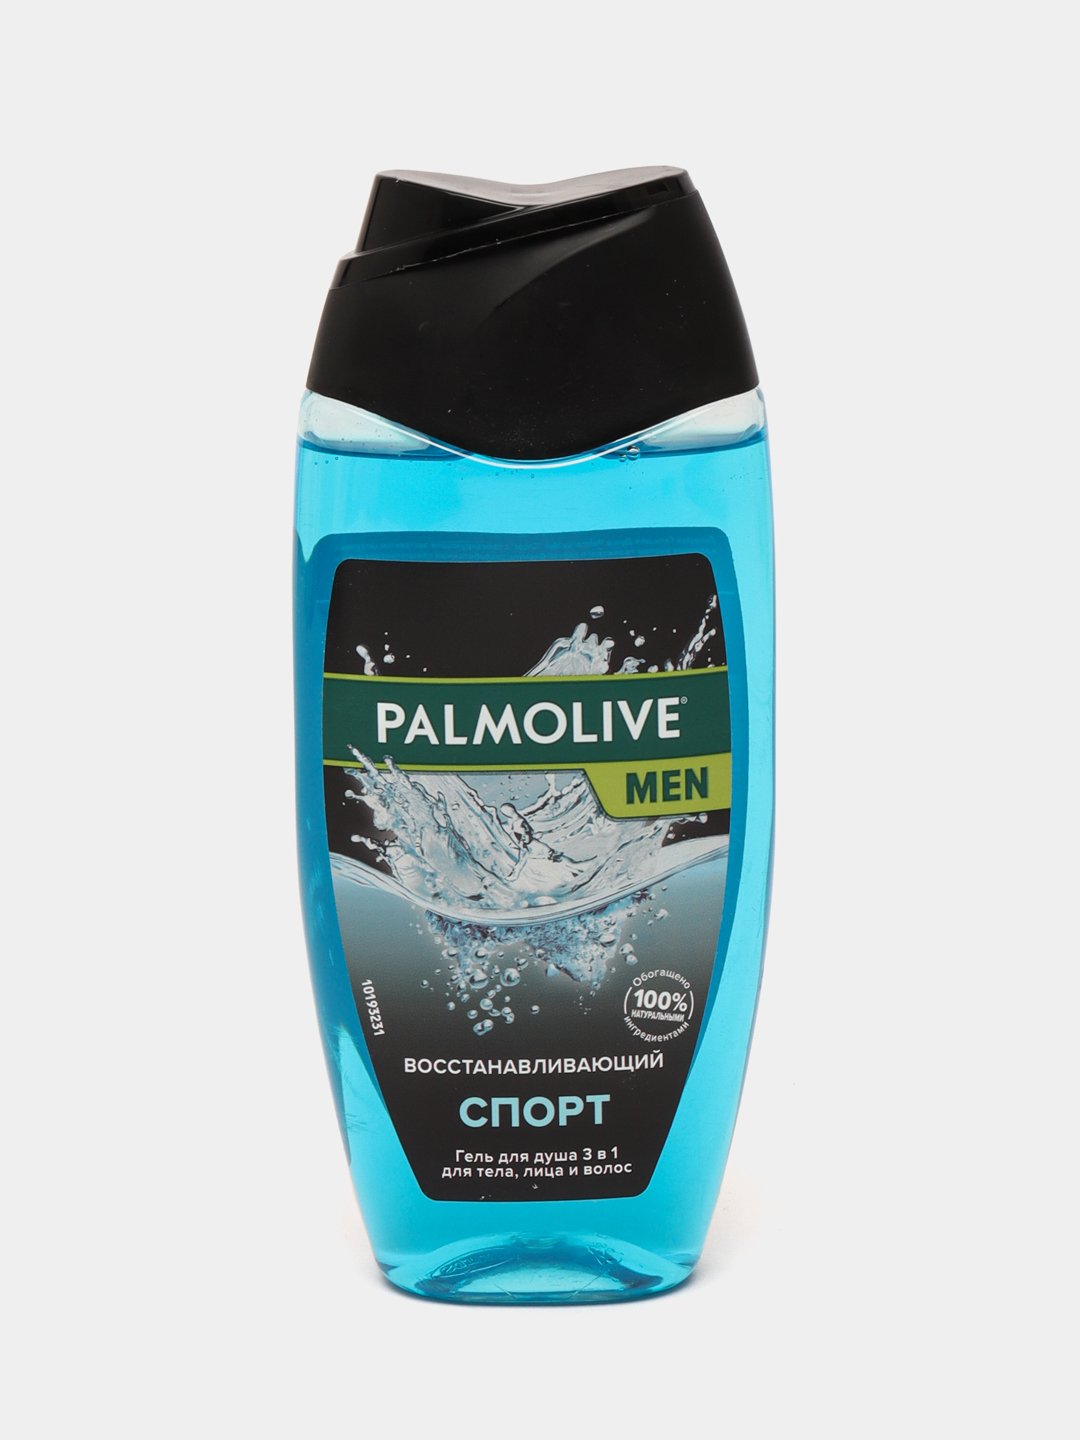 PALMOLIVE®
MEN
Обогащено
100%
НАТУРАЛЬНЫМИ
ингредиентами
10193231
ВОССТАНАВЛИВАЮЩИЙ
СПОРТ
Гель для душа 3 в 1
для тела, лица и волос